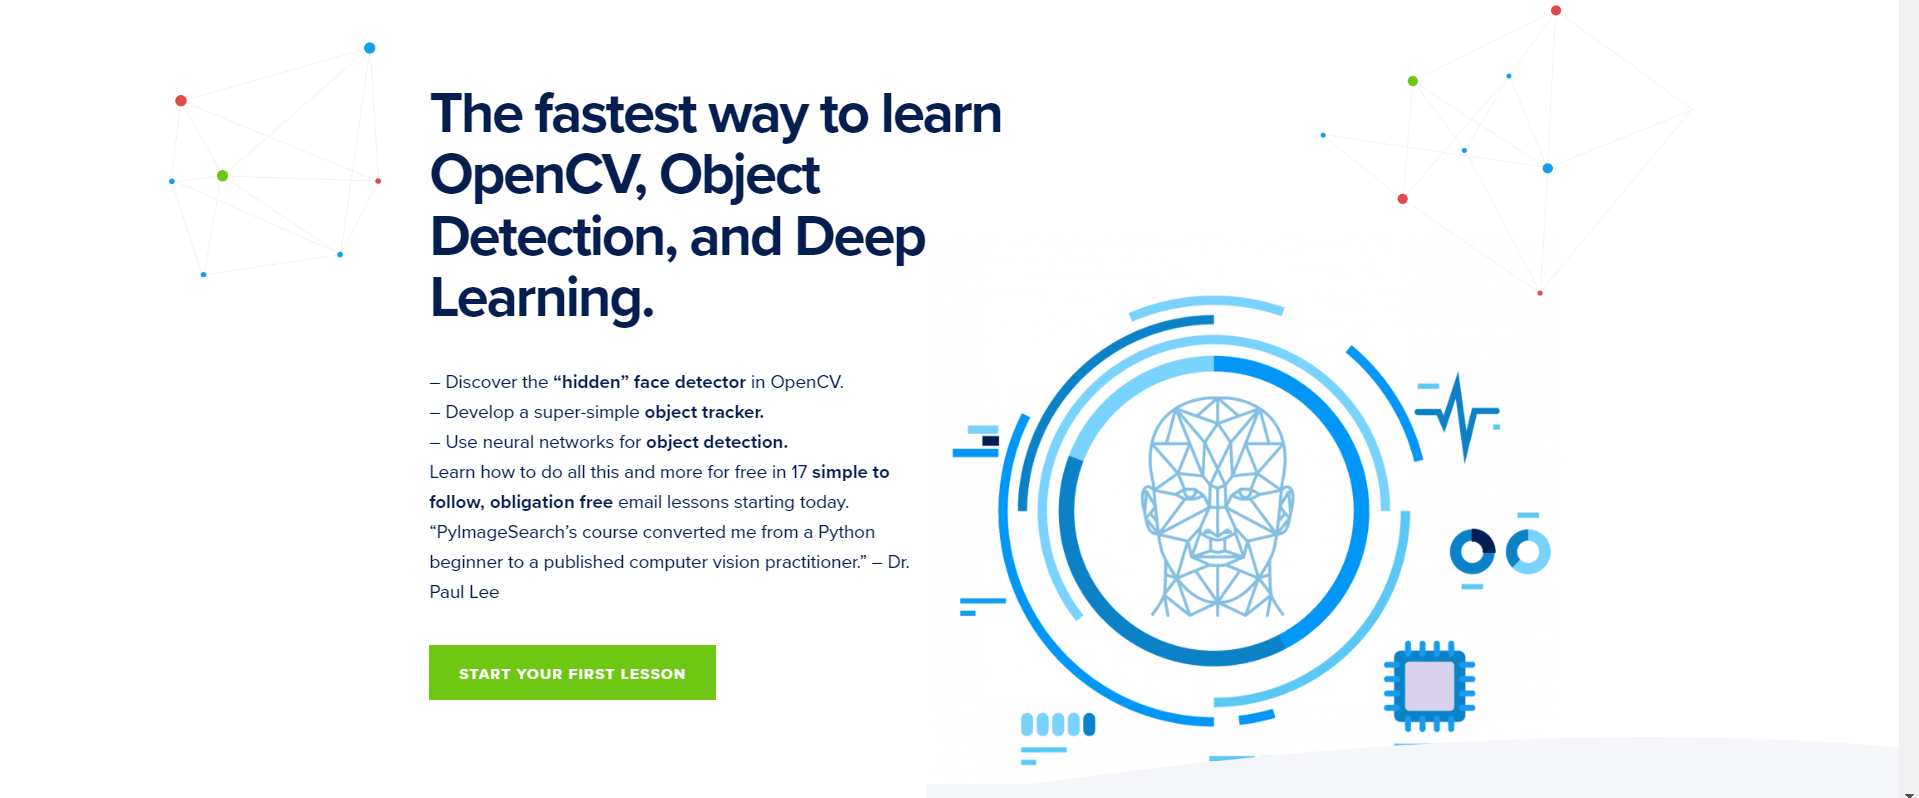 The fastest way to learn
OpenCV, Object
Detection, and Deep
Learning.
– Discover the “hidden” face detector in OpenCV.
– Develop a super-simple object tracker.
– Use neural networks for object detection.
Learn how to do all this and more for free in 17 simple to
follow, obligation free email lessons starting today.
“PyImageSearch’s course converted me from a Python
beginner to a published computer vision practitioner.” – Dr.
Paul Lee
START YOUR FIRST LESSON